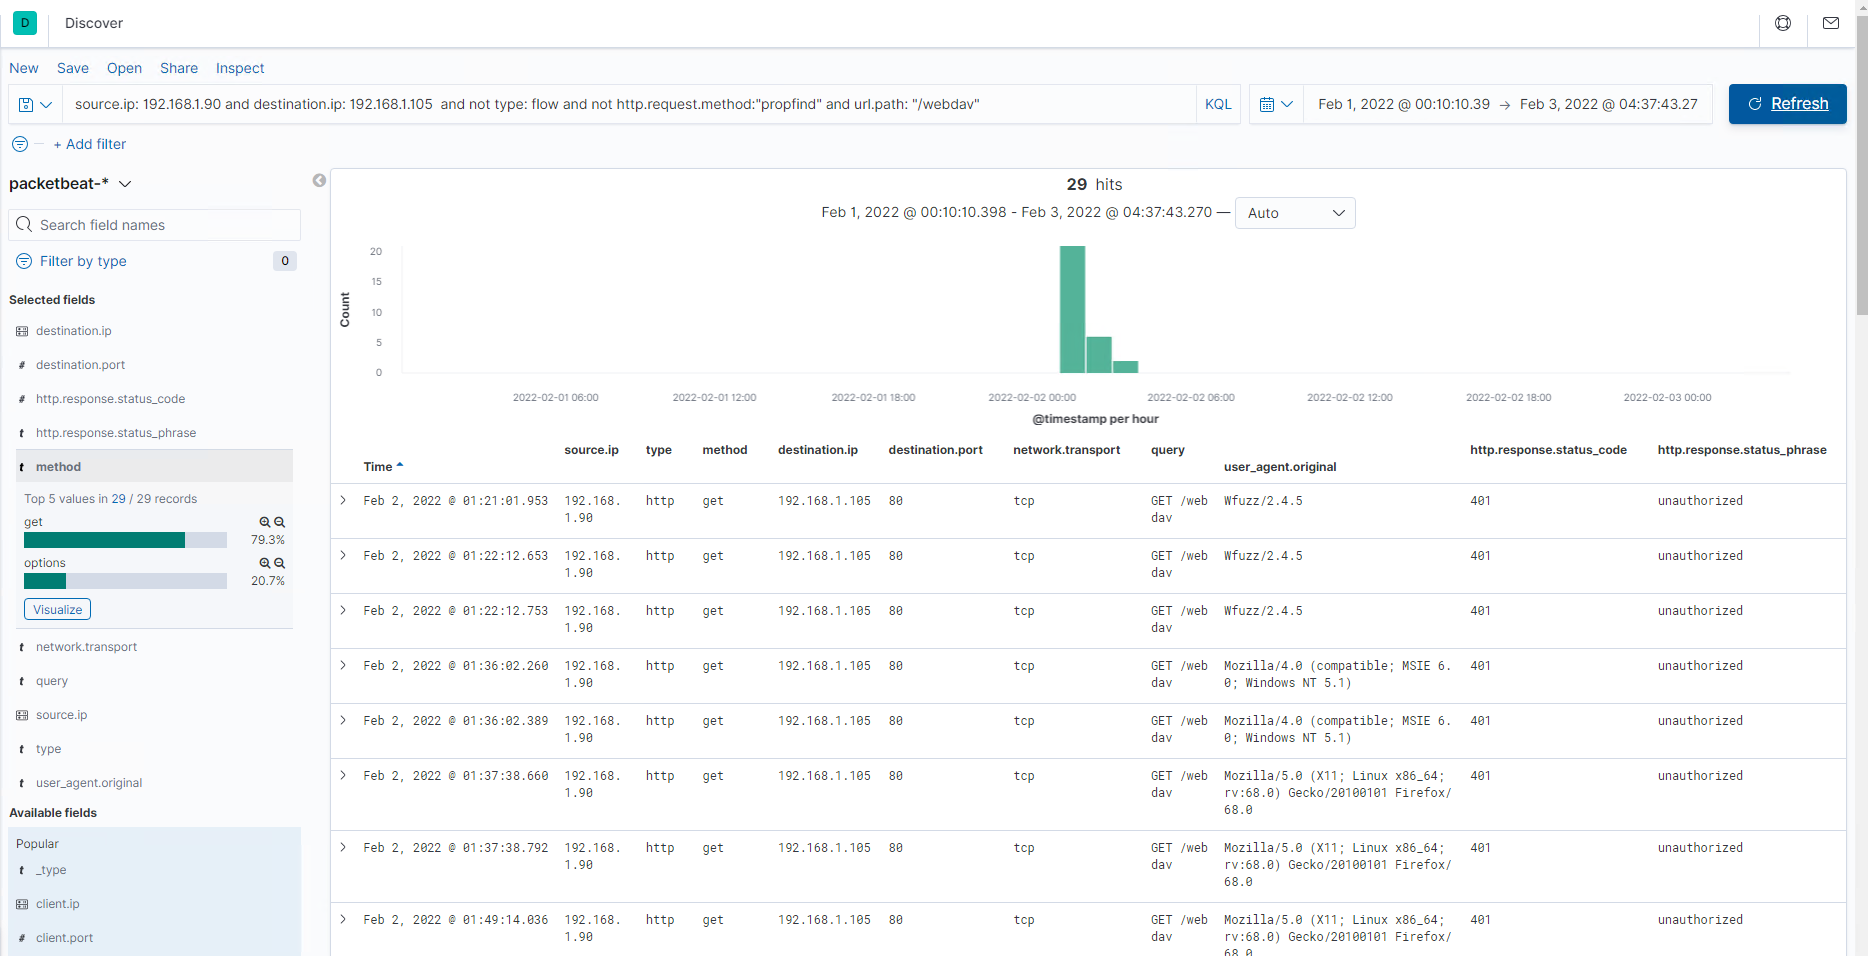 D Discover
New Save Open Share Inspect
source.ip: 192.168.1.90 and destination.ip: 192.168.1.105 and not type: flow and not http.request.method:"propfind" and url.path: "/webdav" KQL Feb 1, 2022 @ 00:10:10.39 → Feb 3, 2022 @ 04:37:43.27 Refresh
+ Add filter
packetbeat-*
Search field names
Filter by type 0
Selected fields
destination.ip
# destination.port
# http.response.status_code
t http.response.status_phrase
t method
Top 5 values in 29 / 29 records
get
79.3%
options
20.7%
Visualize
t network.transport
t query
source.ip
t type
t user_agent.original
Available fields
Popular
t _type
client.ip
# client.port
29 hits
Feb 1, 2022 @ 00:10:10.398 - Feb 3, 2022 @ 04:37:43.270 — Auto
Count
20
15
10
5
0
2022-02-01 06:00 2022-02-01 12:00 2022-02-01 18:00 2022-02-02 00:00 2022-02-02 06:00 2022-02-02 12:00 2022-02-02 18:00 2022-02-03 00:00
@timestamp per hour
Time source.ip type method destination.ip destination.port network.transport query user_agent.original http.response.status_code http.response.status_phrase
Feb 2, 2022 @ 01:21:01.953 192.168. http get 192.168.1.105 80 tcp GET /web Wfuzz/2.4.5 401 unauthorized
1.90 dav
Feb 2, 2022 @ 01:22:12.653 192.168. http get 192.168.1.105 80 tcp GET /web Wfuzz/2.4.5 401 unauthorized
1.90 dav
Feb 2, 2022 @ 01:22:12.753 192.168. http get 192.168.1.105 80 tcp GET /web Wfuzz/2.4.5 401 unauthorized
1.90 dav
Feb 2, 2022 @ 01:36:02.260 192.168. http get 192.168.1.105 80 tcp GET /web Mozilla/4.0 (compatible; MSIE 6. 401 unauthorized
1.90 dav 0; Windows NT 5.1)
Feb 2, 2022 @ 01:36:02.389 192.168. http get 192.168.1.105 80 tcp GET /web Mozilla/4.0 (compatible; MSIE 6. 401 unauthorized
1.90 dav 0; Windows NT 5.1)
Feb 2, 2022 @ 01:37:38.660 192.168. http get 192.168.1.105 80 tcp GET /web Mozilla/5.0 (X11; Linux x86_64; 401 unauthorized
1.90 dav rv:68.0) Gecko/20100101 Firefox/
68.0
Feb 2, 2022 @ 01:37:38.792 192.168. http get 192.168.1.105 80 tcp GET /web Mozilla/5.0 (X11; Linux x86_64; 401 unauthorized
1.90 dav rv:68.0) Gecko/20100101 Firefox/
68.0
Feb 2, 2022 @ 01:49:14.036 192.168. http get 192.168.1.105 80 tcp GET /web Mozilla/5.0 (X11; Linux x86_64; 401 unauthorized
1.90 dav rv:68.0) Gecko/20100101 Firefox/
68.0